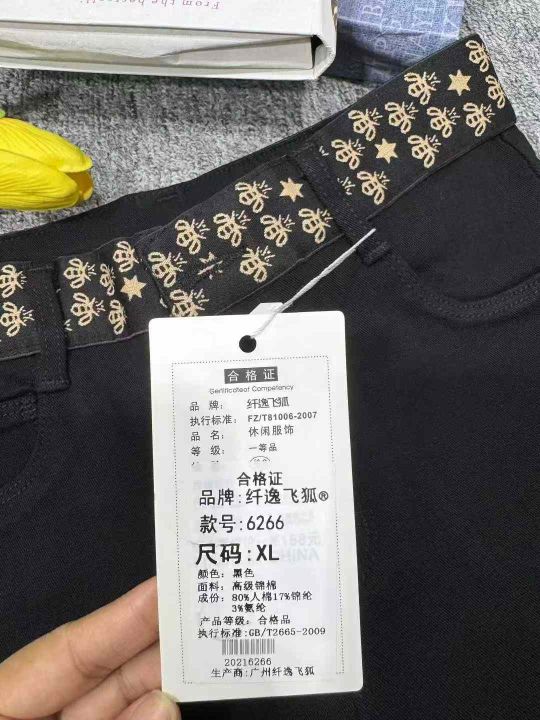 From the bestselli
合格证
Gertificateof Competency
品 牌: 纤逸飞狐
执行标准: FZ/T81006-2007
品 名: 休闲服饰
等 级: 一等品
合格证
品牌:纤逸飞狐®
款号:6266
尺码:XL
颜色:黑色
面料:高级锦棉
成份:80%人棉17%锦纶
3%氨纶
产品等级:合格品
执行标准:GB/T2665-2009
20216266
生产商:广州纤逸飞狐